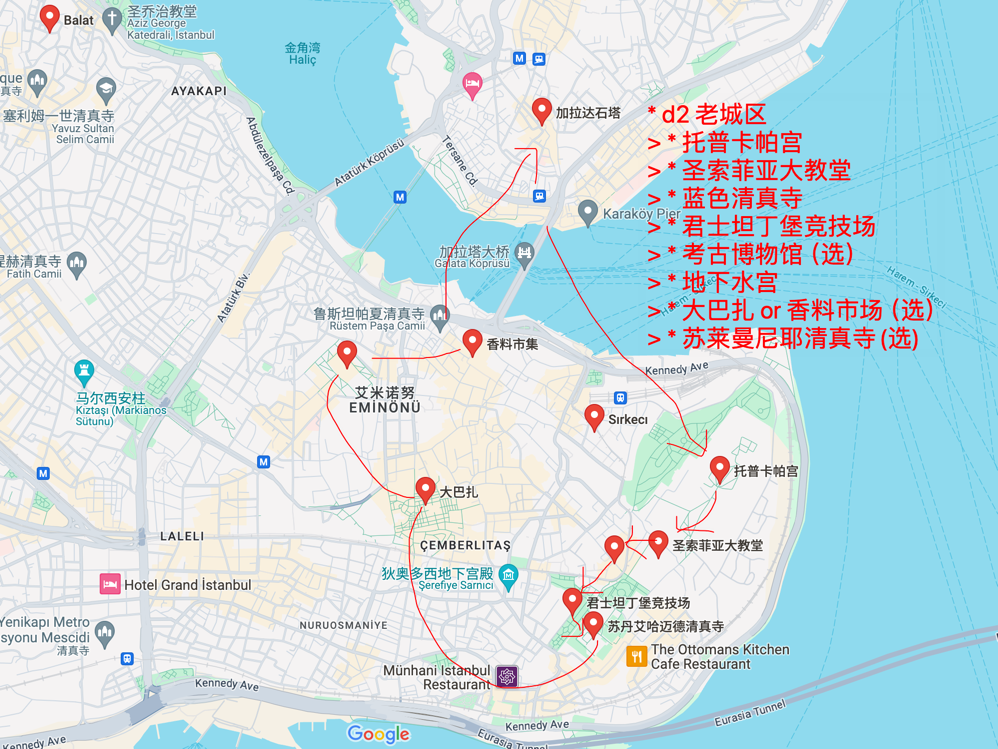 Balat
圣乔治教堂
Aziz George
Katedrali, Istanbul
金角湾
Haliç
M
M
que
寺
AYAKAPI
塞利姆一世清真寺
Yavuz Sultan
Selim Camii
加拉达石塔
* d2 老城区
> * 托普卡帕宫
> * 圣索菲亚大教堂
> * 蓝色清真寺
> * 君士坦丁堡竞技场
> * 考古博物馆 (选)
> * 地下水宫
> * 大巴扎 or 香料市场 (选)
> * 苏莱曼尼耶清真寺(选)
Abdülezelpaşa Cd.
Atatürk Köprüsü
Tersane Cd.
Karaköy Pier
加拉塔大桥
Galata Köprüsü
Harem - Sirkeci
Harem - Sirkeci
提赫清真寺
Fatih Camii
Atatürk Blv.
鲁斯坦帕夏清真寺
Rüstem Paşa Camii
香料市集
Kennedy Ave
马尔西安柱
Kıztaşı (Markianos
Sütunu)
艾米诺努
EMİNÖNÜ
Sırkecı
M
M
托普卡帕宫
大巴扎
LALELI
ÇEMBERLITAŞ
圣索菲亚大教堂
Hotel Grand İstanbul
狄奥多西地下宫殿
Şerefiye Sarnıcı
君士坦丁堡竞技场
苏丹艾哈迈德清真寺
Yenikapı Metro
syonu Mescidi
清真寺
NURUOSMANİYE
The Ottomans Kitchen
Cafe Restaurant
Münhani Istanbul
Restaurant
Kennedy Ave
Kennedy Ave
Eurasia Tunnel
Eurasia Tunnel
Kennedy Ave
Google